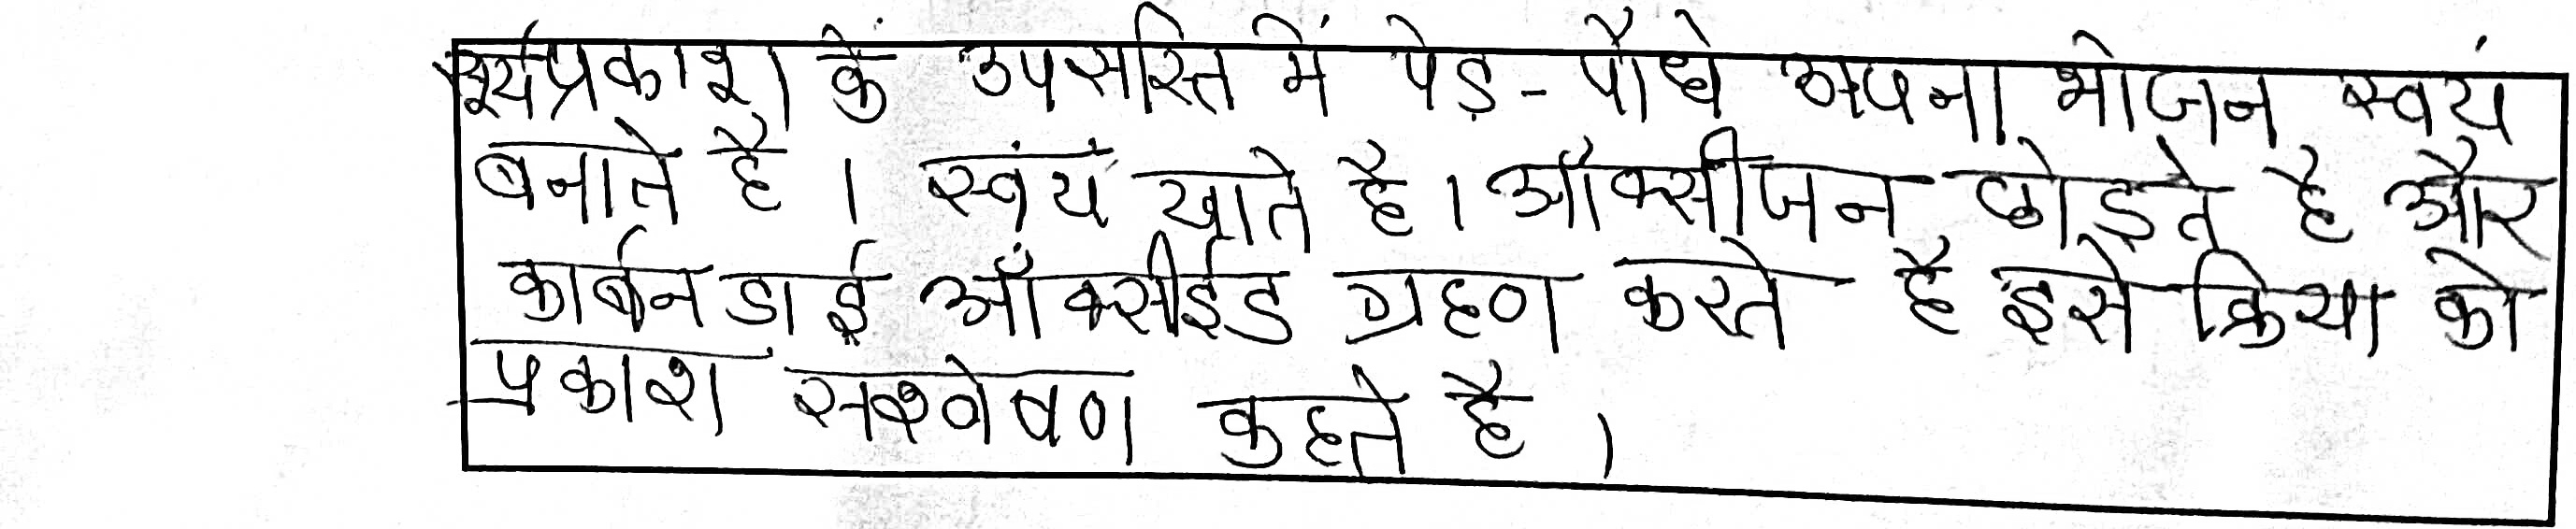 सूर्यप्रकाश के उपसस्ति में पेड़-पौधे अपना भोजन स्वयं
बनाते है । स्वंयं खाते है । ऑक्सीजन छोड़ते है और
कार्बन डाई ऑक्सीईड ग्रहण करते है इसे क्रिया को
प्रकाश सश्लेषण कहते है ।